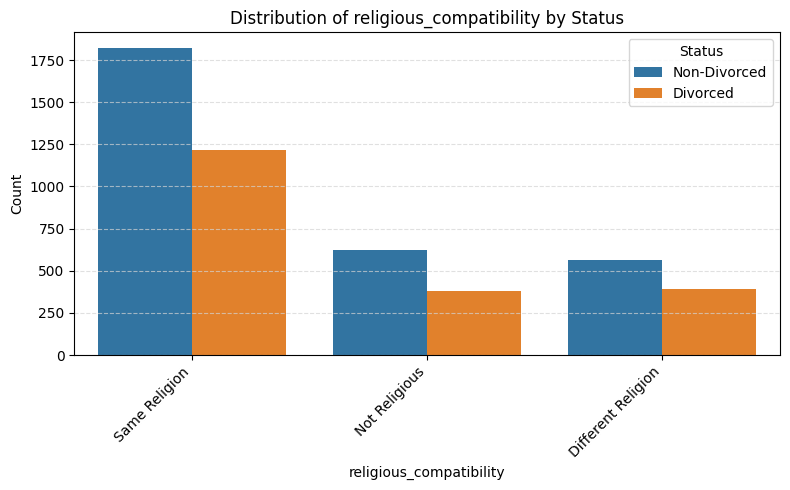 Distribution of religious_compatibility by Status
Status
Non-Divorced
Divorced
Count
1750
1500
1250
1000
750
500
250
0
Same Religion
Not Religious
Different Religion
religious_compatibility